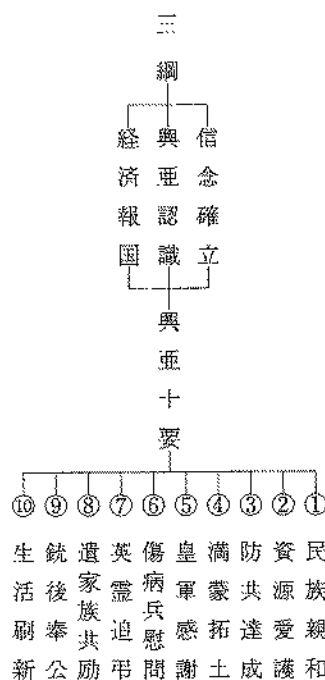 三綱
信念確立
興亜認識
経済報国
興亜十要
①民族親和
②資源愛護
③防共達成
④満蒙拓土
⑤皇軍感謝
⑥傷病兵慰問
⑦英霊追弔
⑧遺家族共励
⑨銃後奉公
⑩生活刷新